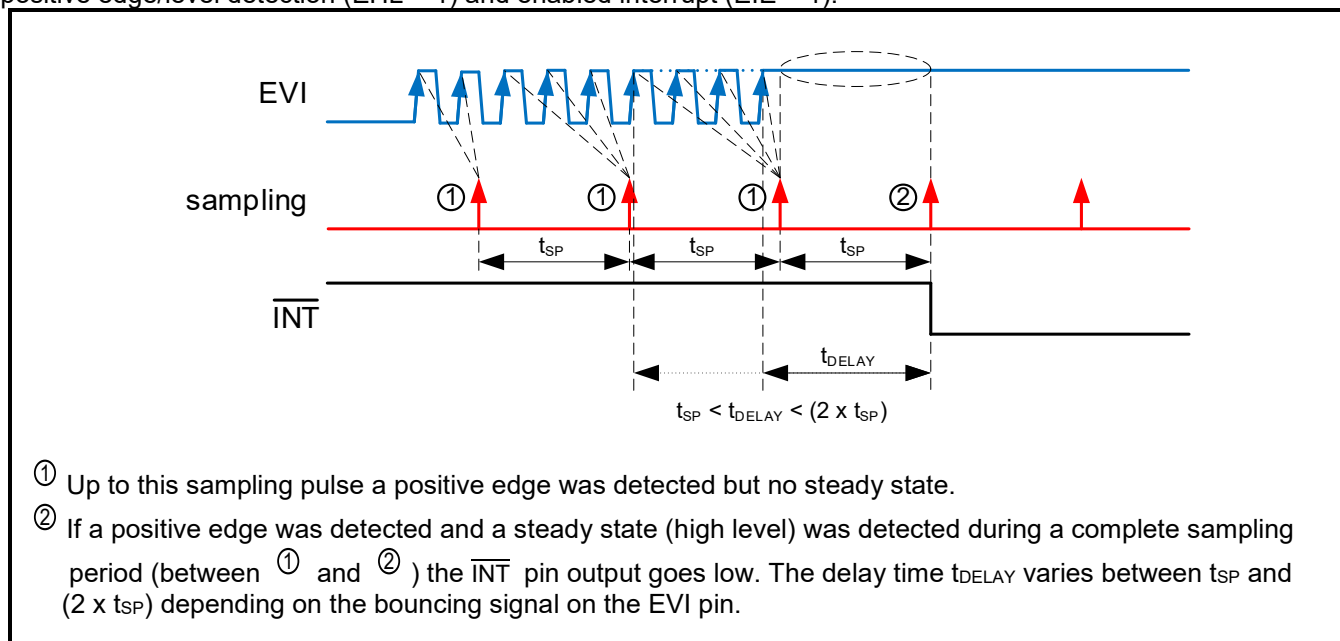 EVI
sampling
① ① ① ②
tSP tSP tSP
INT
tDELAY
tSP < tDELAY < (2 x tSP)
① Up to this sampling pulse a positive edge was detected but no steady state.
② If a positive edge was detected and a steady state (high level) was detected during a complete sampling
period (between ① and ② ) the INT pin output goes low. The delay time tDELAY varies between tSP and
(2 x tSP) depending on the bouncing signal on the EVI pin.